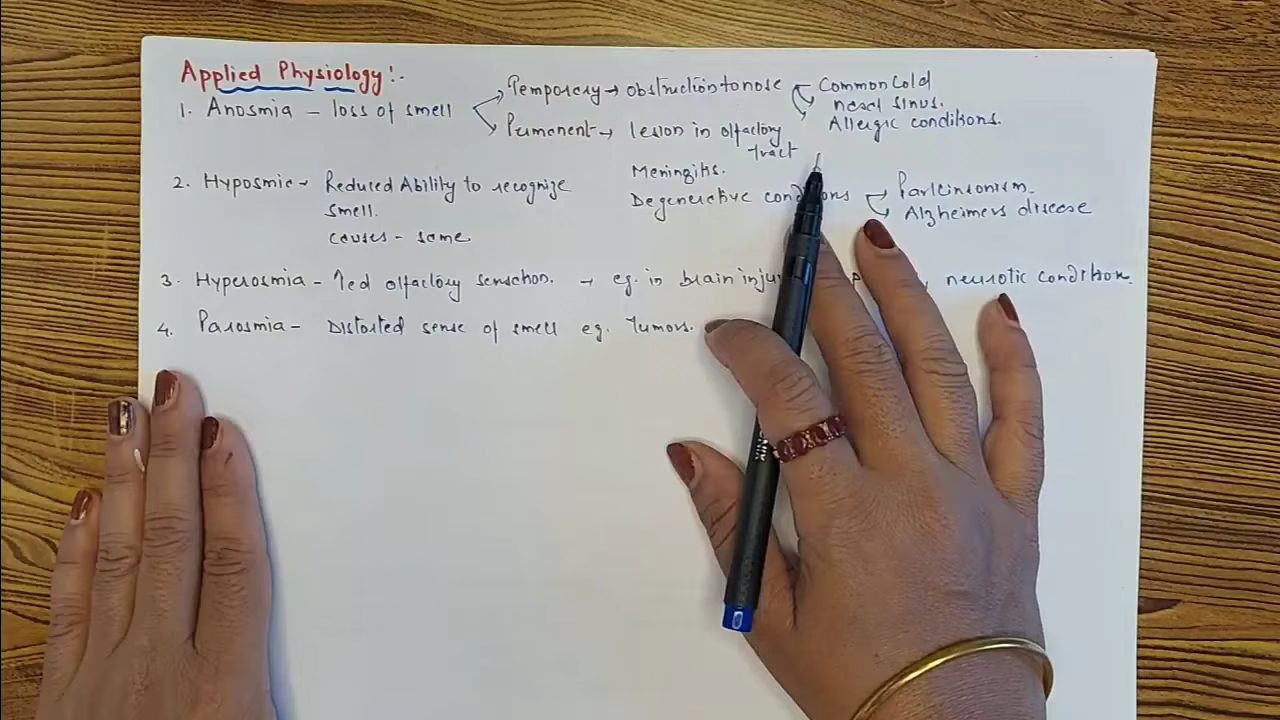 Applied Physiology:-
1. Anosmia - loss of smell
Temporary → obstruction to nose
Common Cold
nasal sinus.
Allergic conditions.
Permanent → lesion in olfactory
tract
Meningitis.
Degenerative conditions
Parkinsonism.
Alzheimers disease
2. Hyposmia → Reduced Ability to recognize
smell.
causes - same
3. Hyperosmia - ↑ed olfactory sensation. → eg. in brain neurotic condition.
4. Parosmia - Distorted sense of smell eg. Tumors.